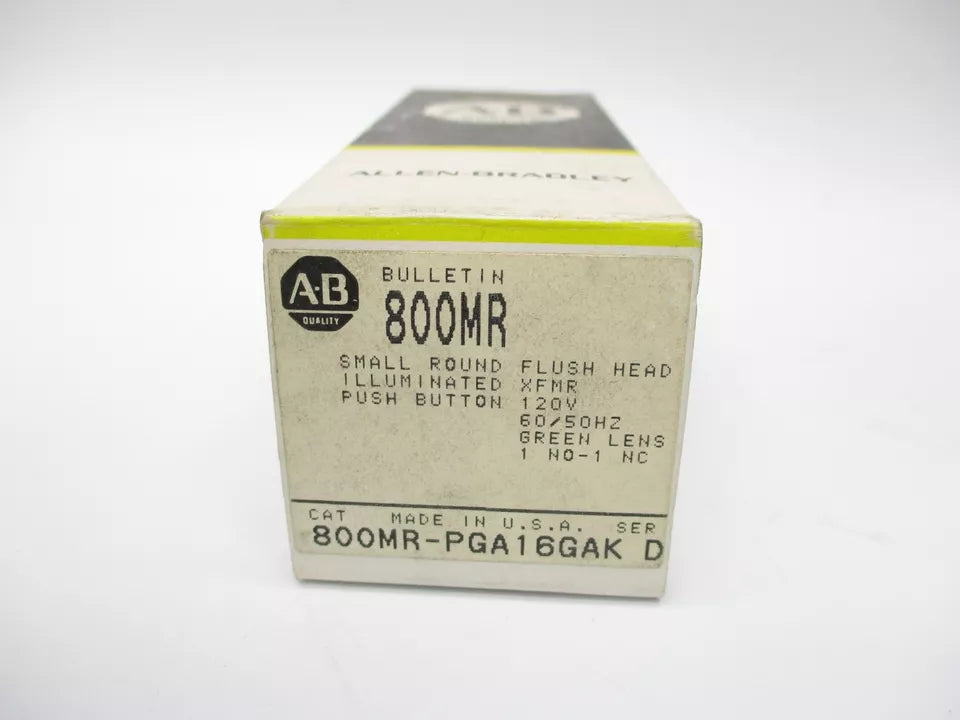 A·B
ALLEN-BRADLEY
A·B
QUALITY
BULLETIN
800MR
SMALL ROUND FLUSH HEAD
ILLUMINATED XFMR
PUSH BUTTON 120V
60/50HZ
GREEN LENS
1 NO-1 NC
CAT MADE IN U.S.A. SER
800MR-PGA16GAK D